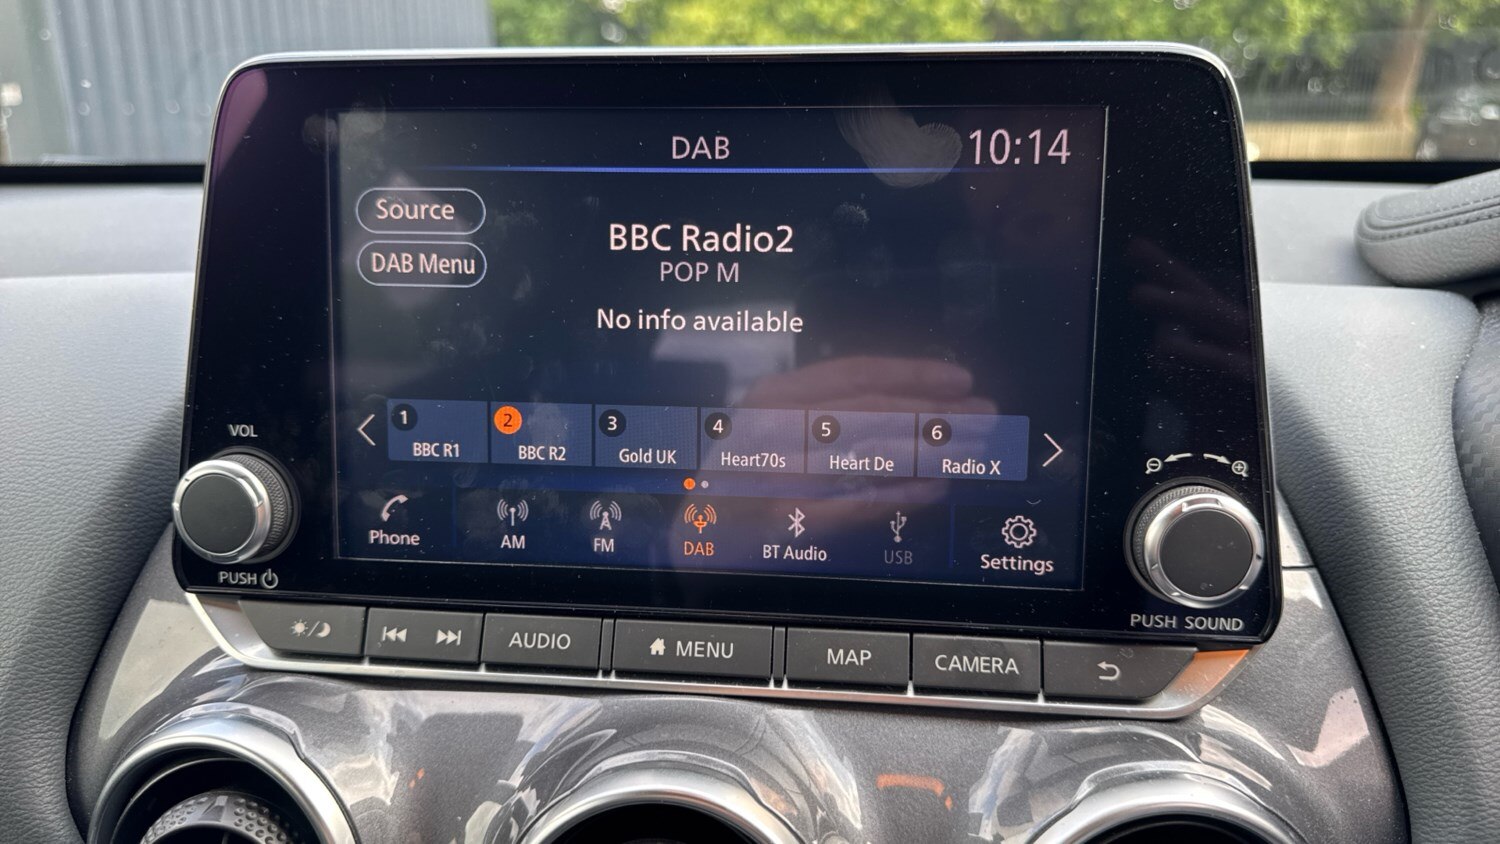 DAB
10:14
Source
DAB Menu
BBC Radio2
POP M
No info available
1
BBC R1
2
BBC R2
3
Gold UK
4
Heart70s
5
Heart De
6
Radio X
Phone
AM
FM
DAB
BT Audio
USB
Settings
VOL
PUSH
PUSH SOUND
AUDIO
MENU
MAP
CAMERA